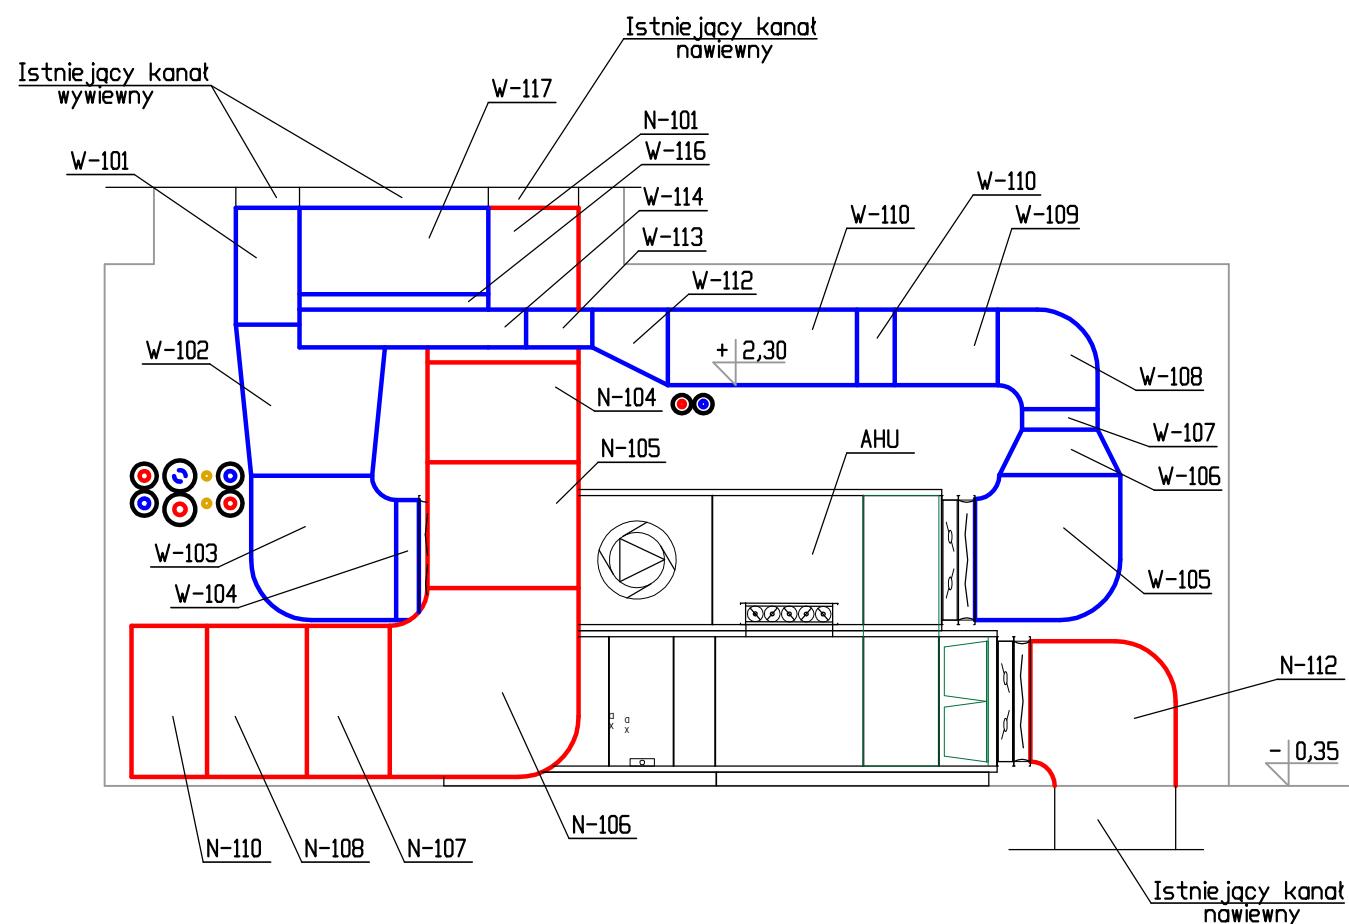 Istniejący kanał
nawiewny
Istniejący kanał
wywiewny
W-117
N-101
W-116
W-101
W-110
W-114
W-110
W-109
W-113
W-112
W-102
+ 2,30
W-108
N-104
W-107
AHU
N-105
W-106
W-103
W-105
W-104
N-112
- 0,35
N-106
N-110
N-108
N-107
Istniejący kanał
nawiewny